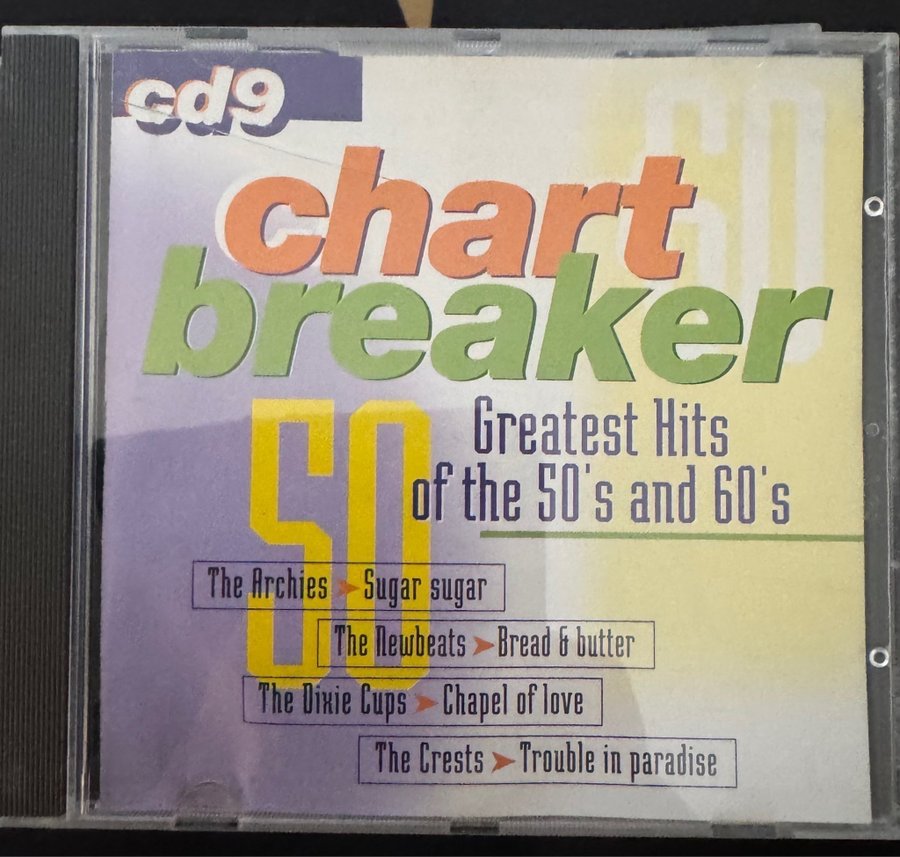 cd9
60
chart
breaker
50
Greatest Hits
of the 50's and 60's
The Archies ➤ Sugar sugar
The Newbeats ➤ Bread & butter
The Dixie Cups ➤ Chapel of love
The Crests ➤ Trouble in paradise